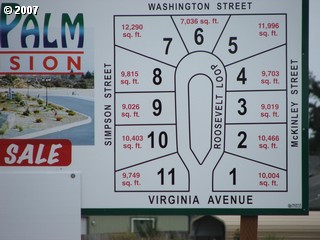 © 2007
PALM
SION
SALE
WASHINGTON STREET
7,036 sq. ft.
12,290
sq. ft.
11,996
sq. ft.
7
6
5
9,815
sq. ft.
8
4
9,703
sq. ft.
9,026
sq. ft.
9
3
9,019
sq. ft.
10,403
sq. ft.
10
2
10,466
sq. ft.
9,749
sq. ft.
11
1
10,004
sq. ft.
SIMPSON STREET
ROOSEVELT LOOP
McKINLEY STREET
VIRGINIA AVENUE